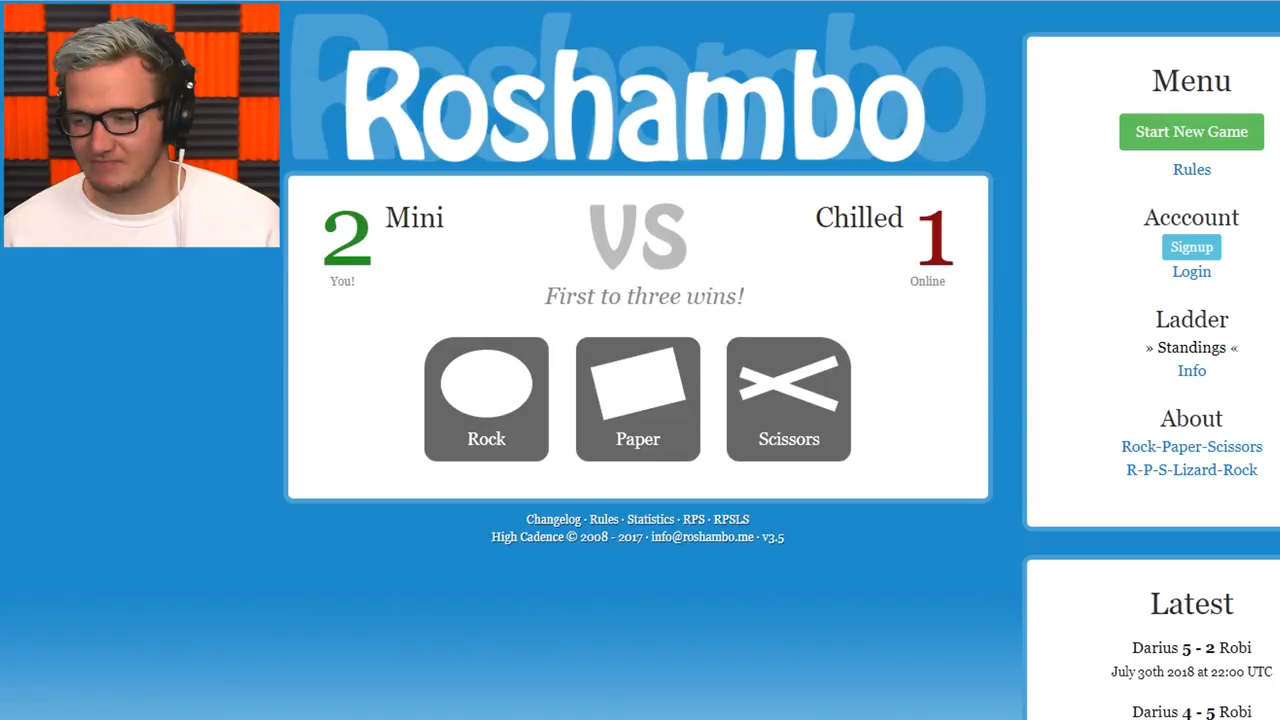 Roshambo
2 Mini VS Chilled 1
You! Online
First to three wins!
Rock Paper Scissors
Changelog · Rules · Statistics · RPS · RPSLS
High Cadence © 2008 - 2017 · info@roshambo.me · v3.5
Menu
Start New Game
Rules
Acccount
Signup
Login
Ladder
» Standings «
Info
About
Rock-Paper-Scissors
R-P-S-Lizard-Rock
Latest
Darius 5 - 2 Robi
July 30th 2018 at 22:00 UTC
Darius 4 - 5 Robi